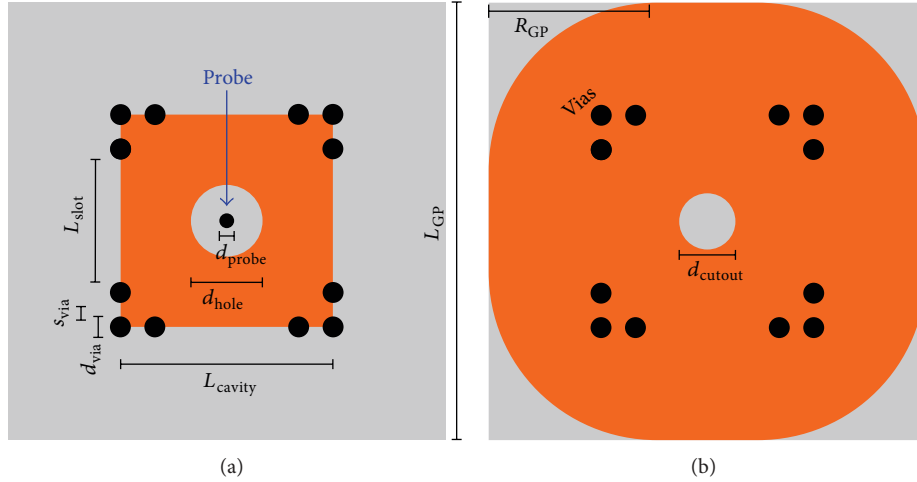 Probe
L_slot
d_probe
d_hole
s_via
d_via
L_cavity
(a)
L_GP
R_GP
Vias
d_cutout
(b)